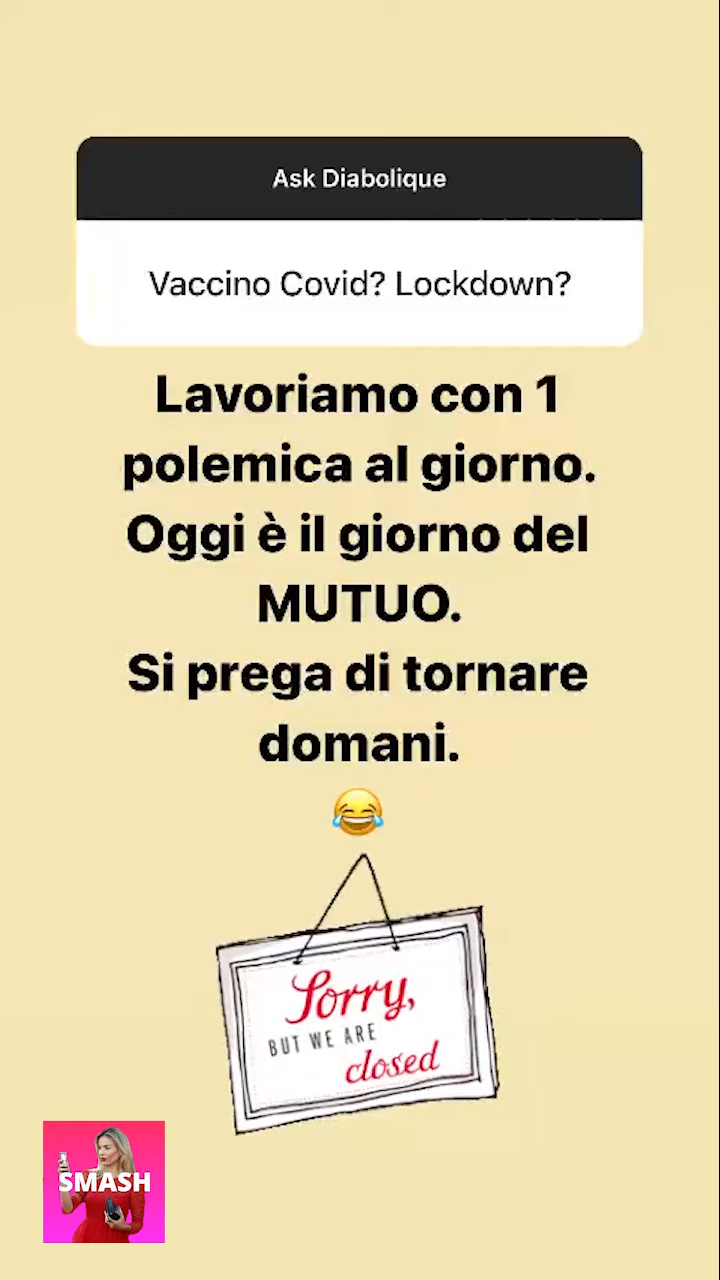 Ask Diabolique
Vaccino Covid? Lockdown?
Lavoriamo con 1
polemica al giorno.
Oggi è il giorno del
MUTUO.
Si prega di tornare
domani.
😂
Sorry,
BUT WE ARE
closed
SMASH